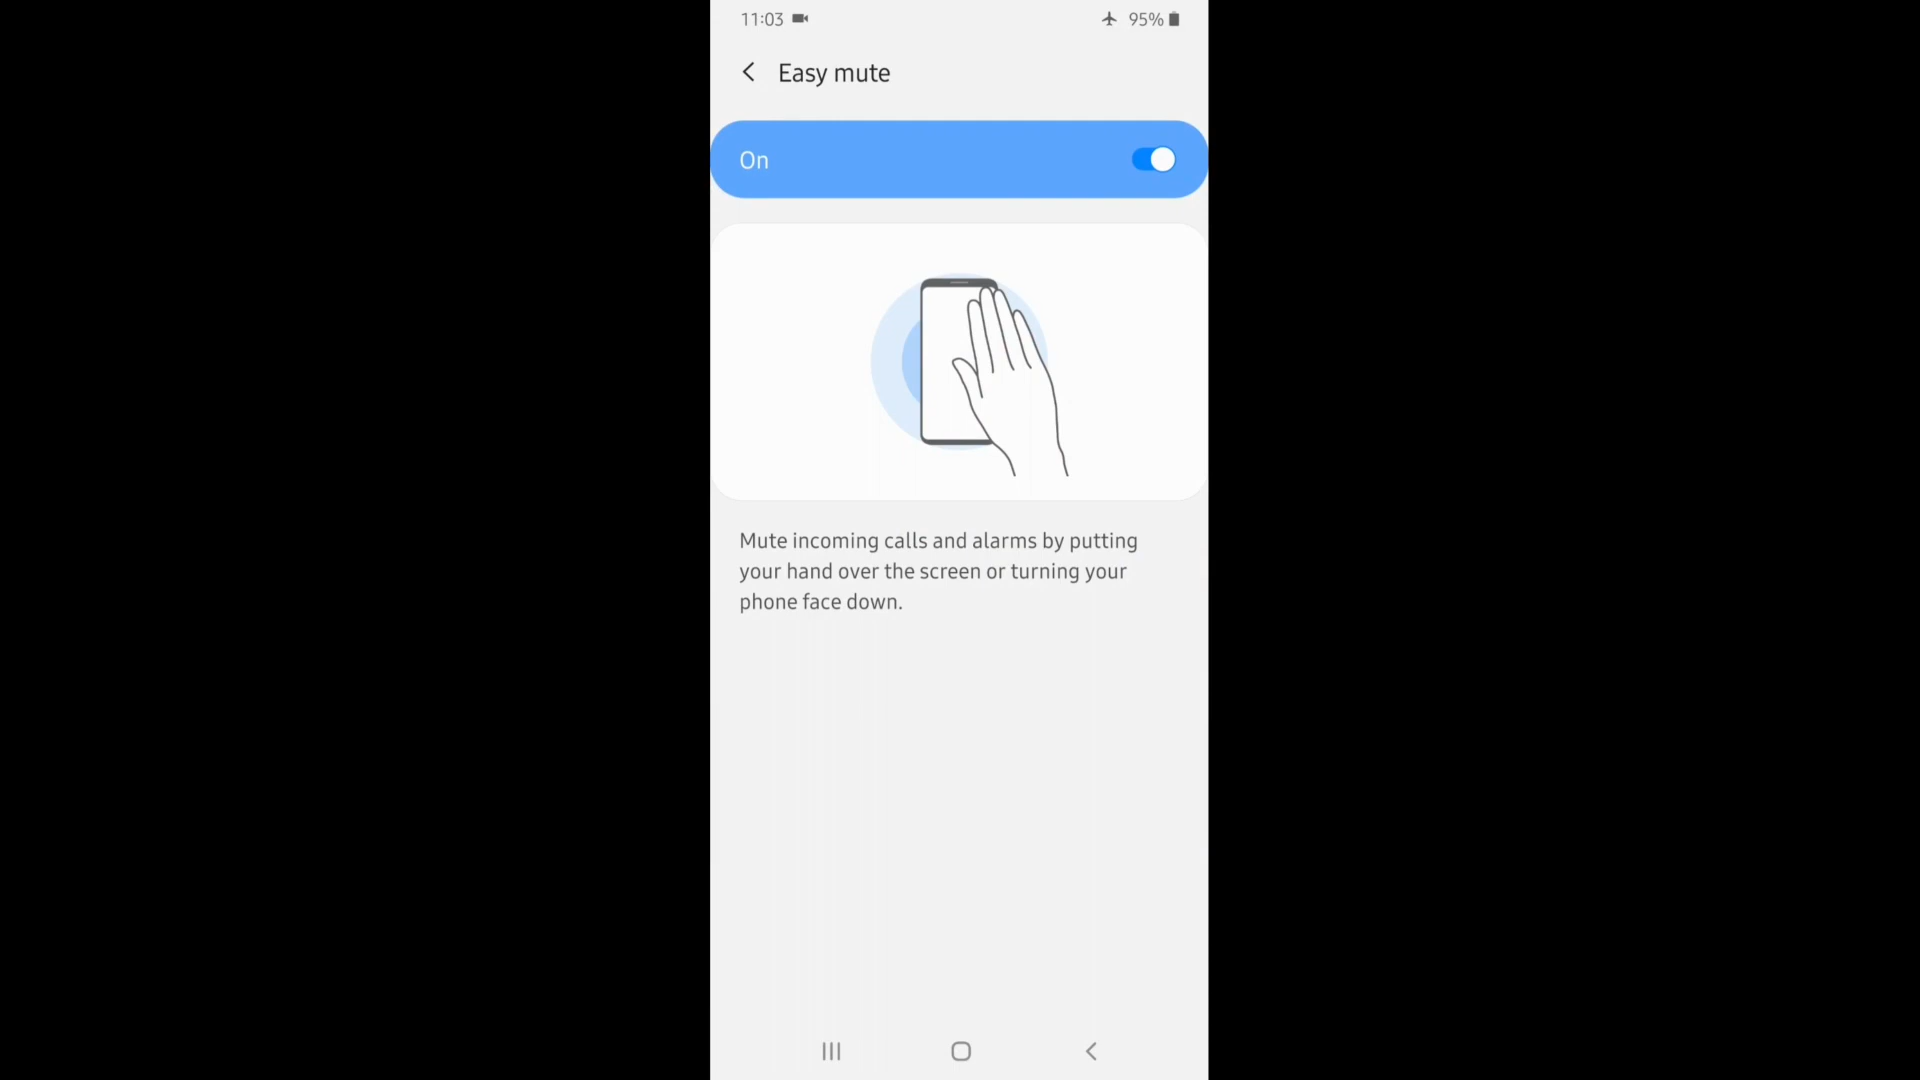 11:03
95%
Easy mute
On
Mute incoming calls and alarms by putting
your hand over the screen or turning your
phone face down.